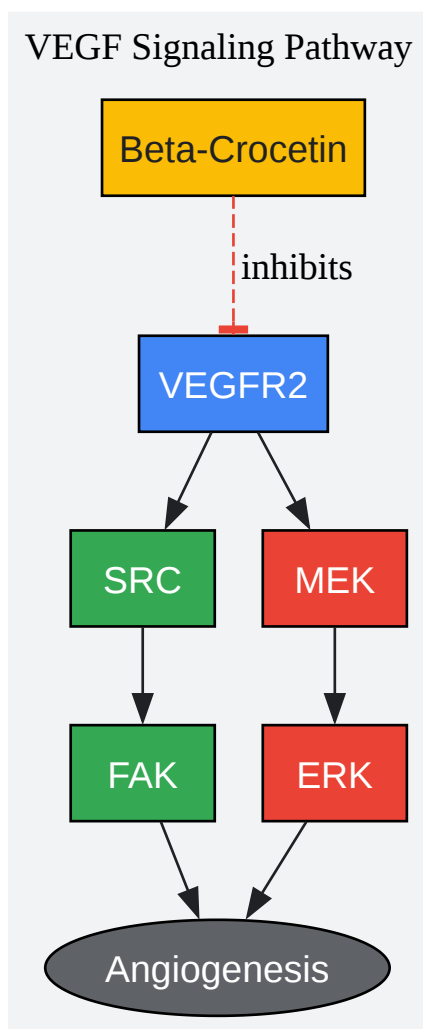 VEGF Signaling Pathway
Beta-Crocetin
inhibits
VEGFR2
SRC
MEK
FAK
ERK
Angiogenesis